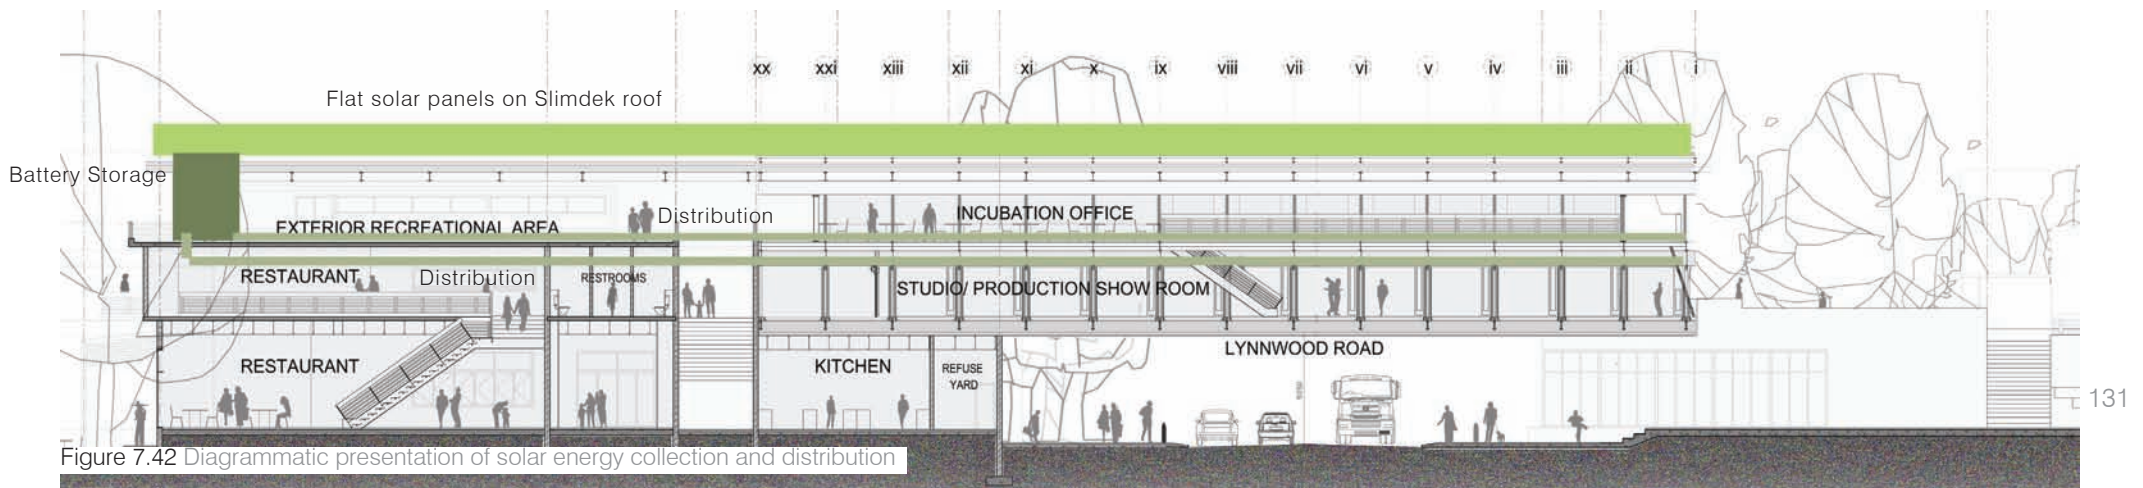 xx xxi xiii xii xi x ix viii vii vi v iv iii ii i
Flat solar panels on Slimdek roof
Battery Storage
EXTERIOR RECREATIONAL AREA
Distribution
INCUBATION OFFICE
RESTAURANT
Distribution
RESTROOMS
STUDIO/ PRODUCTION SHOW ROOM
RESTAURANT
KITCHEN
REFUSE
YARD
LYNNWOOD ROAD
131
Figure 7.42 Diagrammatic presentation of solar energy collection and distribution